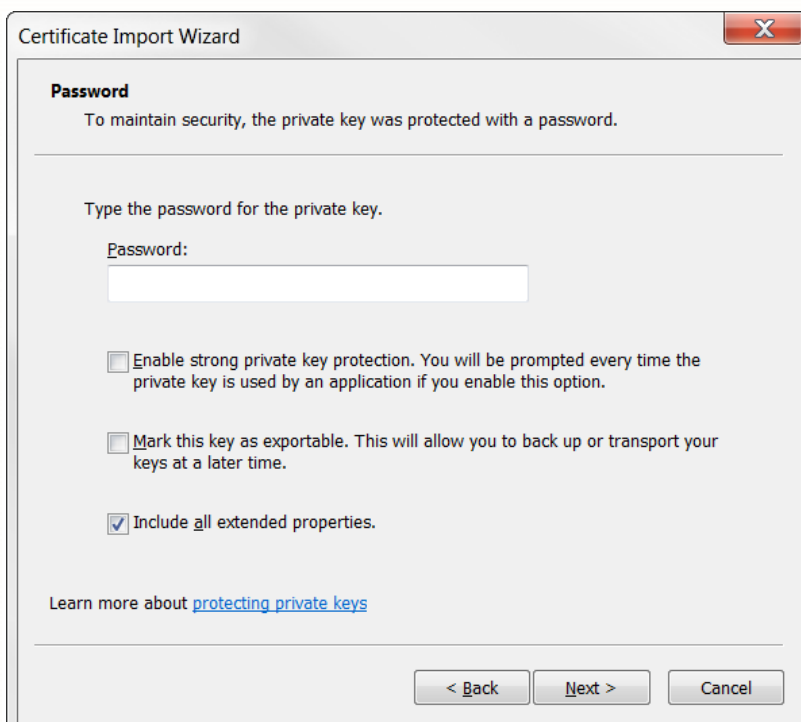 Certificate Import Wizard
Password
To maintain security, the private key was protected with a password.
Type the password for the private key.
Password:
Enable strong private key protection. You will be prompted every time the
private key is used by an application if you enable this option.
Mark this key as exportable. This will allow you to back up or transport your
keys at a later time.
Include all extended properties.
Learn more about protecting private keys
< Back Next > Cancel